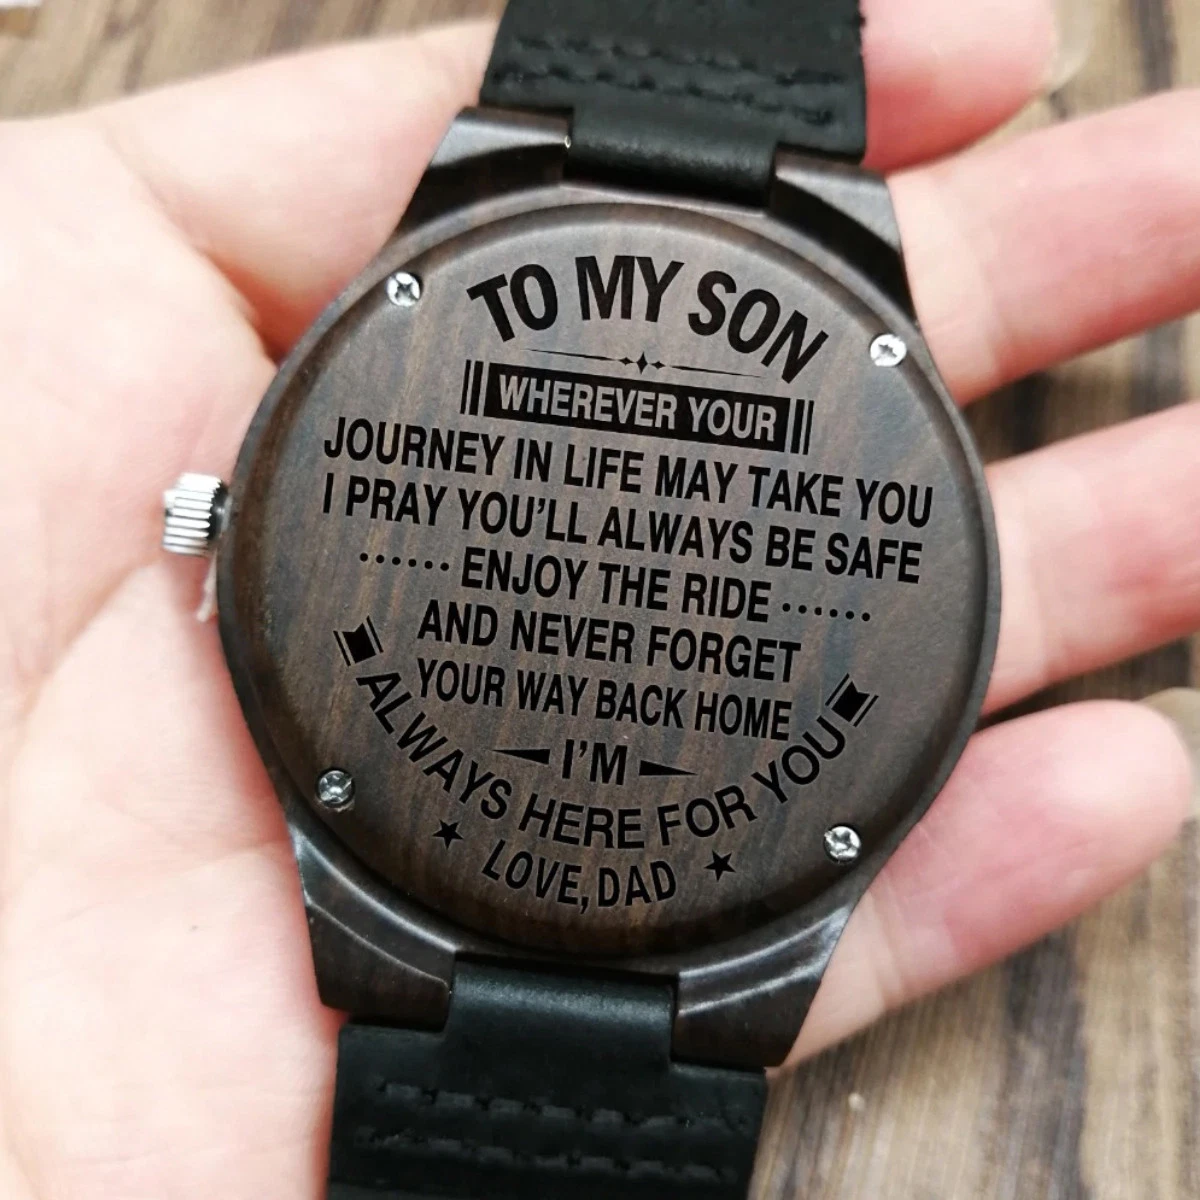 TO MY SON
WHEREVER YOUR
JOURNEY IN LIFE MAY TAKE YOU
I PRAY YOU'LL ALWAYS BE SAFE
...... ENJOY THE RIDE ......
AND NEVER FORGET
YOUR WAY BACK HOME
I'M
ALWAYS HERE FOR YOU
LOVE, DAD